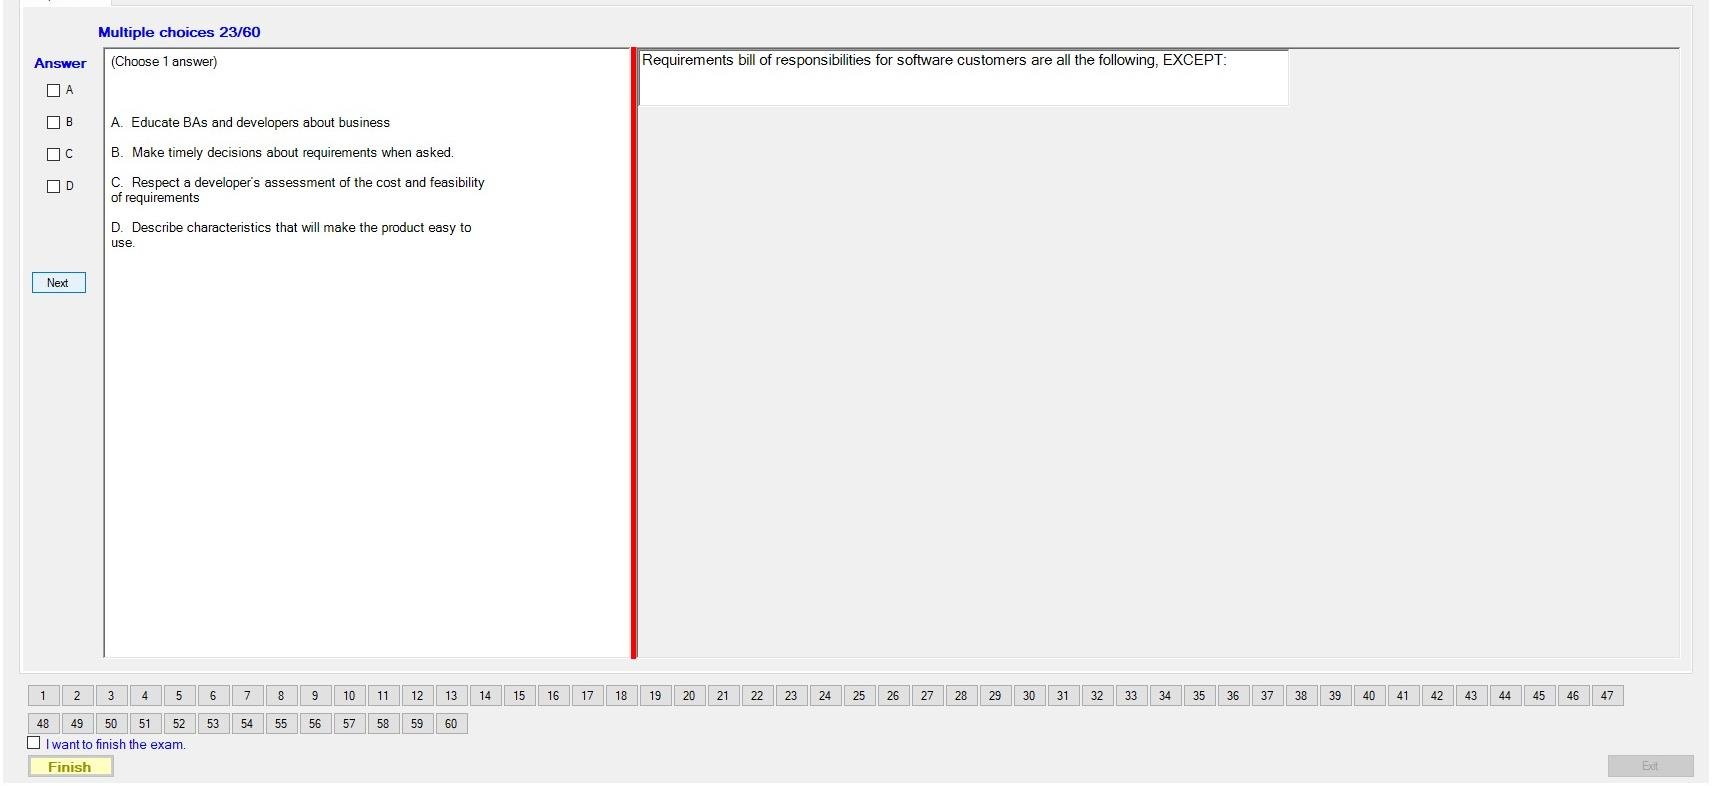 Multiple choices 23/60
Answer
A
B
C
D
Next
(Choose 1 answer)
A. Educate BAs and developers about business
B. Make timely decisions about requirements when asked.
C. Respect a developer's assessment of the cost and feasibility
of requirements
D. Describe characteristics that will make the product easy to
use.
Requirements bill of responsibilities for software customers are all the following, EXCEPT:
1 2 3 4 5 6 7 8 9 10 11 12 13 14 15 16 17 18 19 20 21 22 23 24 25 26 27 28 29 30 31 32 33 34 35 36 37 38 39 40 41 42 43 44 45 46 47
48 49 50 51 52 53 54 55 56 57 58 59 60
I want to finish the exam.
Finish
Exit